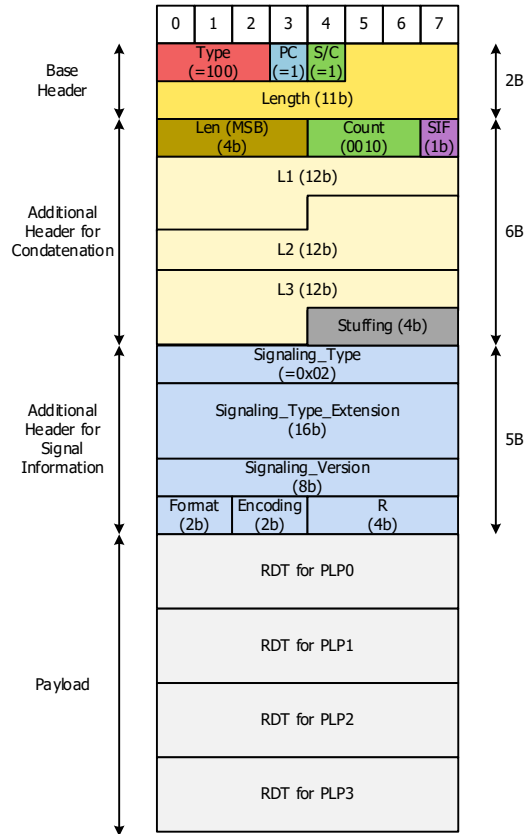 0 1 2 3 4 5 6 7
Type
(=100)
PC
(=1)
S/C
(=1)
Base
Header
2B
Length (11b)
Len (MSB)
(4b)
Count
(0010)
SIF
(1b)
L1 (12b)
Additional
Header for
Condatenation
6B
L2 (12b)
L3 (12b)
Stuffing (4b)
Signaling_Type
(=0x02)
Additional
Header for
Signal
Information
Signaling_Type_Extension
(16b)
5B
Signaling_Version
(8b)
Format
(2b)
Encoding
(2b)
R
(4b)
RDT for PLP0
RDT for PLP1
Payload
RDT for PLP2
RDT for PLP3